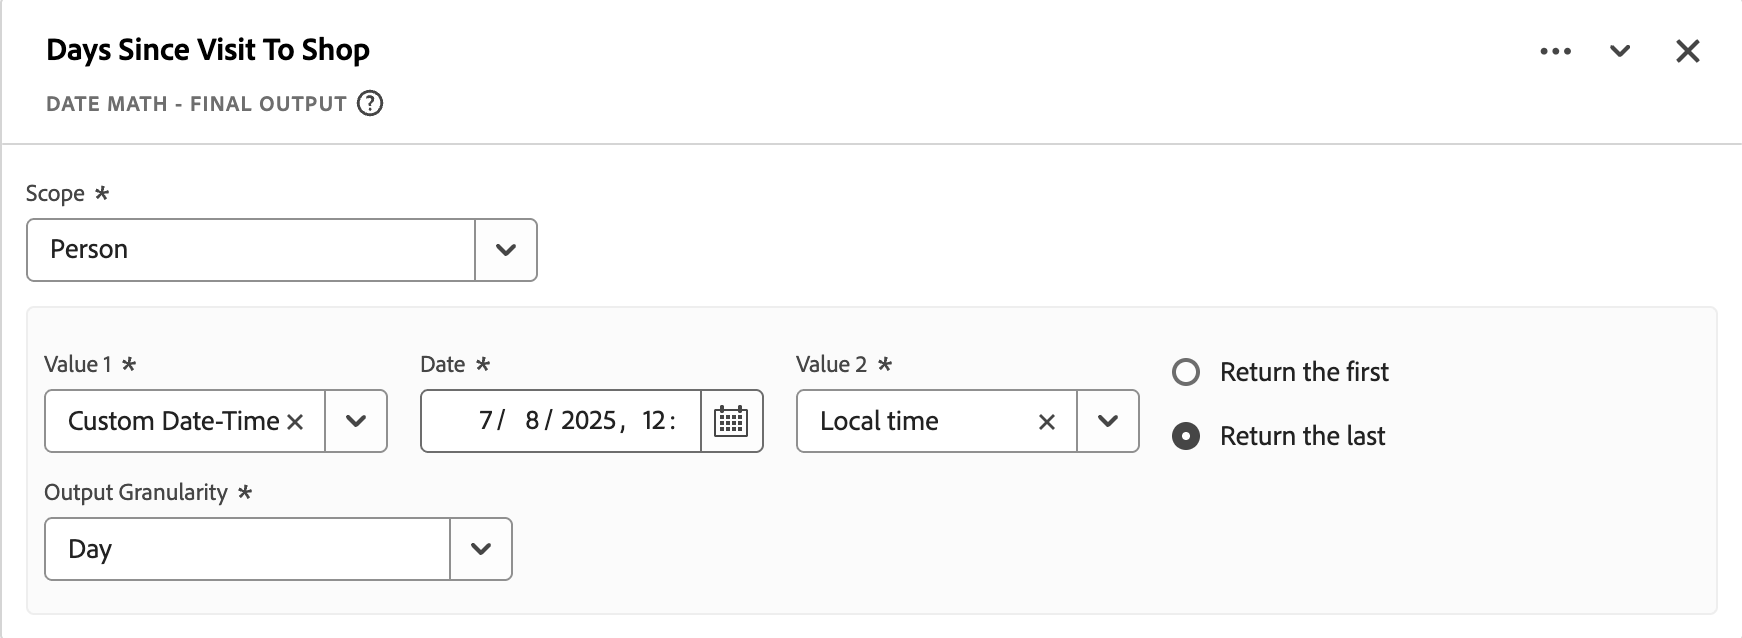 Days Since Visit To Shop
DATE MATH - FINAL OUTPUT ?
Scope *
Person
Value 1 *
Date *
Value 2 *
Return the first
Custom Date-Time
7/ 8/ 2025, 12:
Local time
Return the last
Output Granularity *
Day